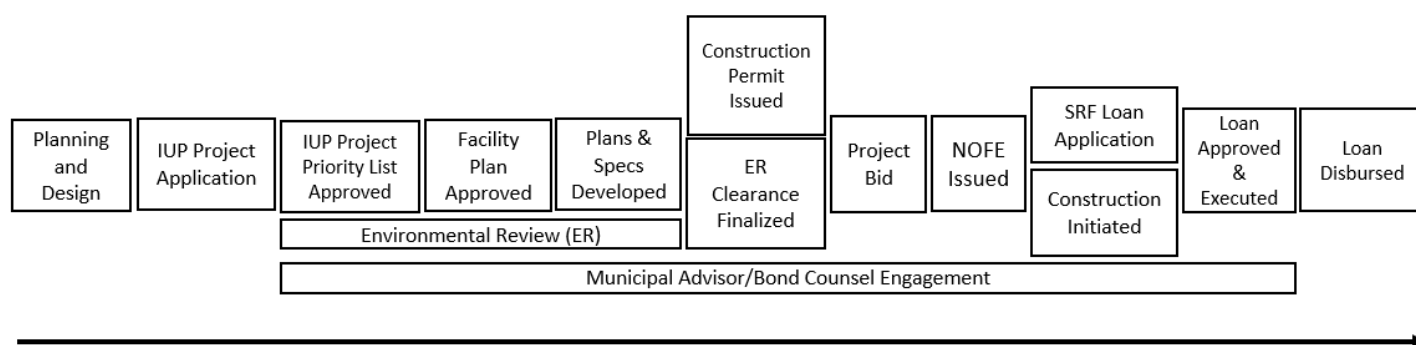 Planning
and
Design
IUP Project
Application
IUP Project
Priority List
Approved
Facility
Plan
Approved
Plans &
Specs
Developed
Construction
Permit
Issued
ER
Clearance
Finalized
Project
Bid
NOFE
Issued
SRF Loan
Application
Construction
Initiated
Loan
Approved
&
Executed
Loan
Disbursed
Environmental Review (ER)
Municipal Advisor/Bond Counsel Engagement